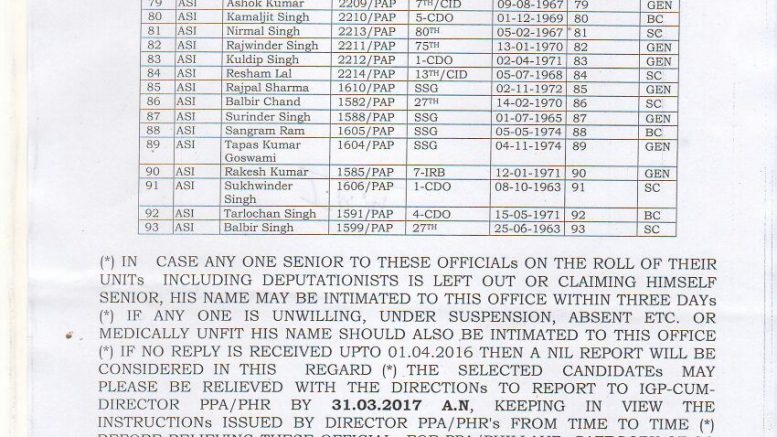 79 ASI Ashok Kumar 2209/PAP 7TH/CID 09-08-1967 79 GEN
80 ASI Kamaljit Singh 2210/PAP 5-CDO 01-12-1969 80 BC
81 ASI Nirmal Singh 2213/PAP 80TH 05-02-1967 81 SC
82 ASI Rajwinder Singh 2211/PAP 75TH 13-01-1970 82 GEN
83 ASI Kuldip Singh 2212/PAP 1-CDO 02-04-1971 83 GEN
84 ASI Resham Lal 2214/PAP 13TH/CID 05-07-1968 84 SC
85 ASI Rajpal Sharma 1610/PAP SSG 02-11-1972 85 GEN
86 ASI Balbir Chand 1582/PAP 27TH 14-02-1970 86 SC
87 ASI Surinder Singh 1588/PAP SSG 01-07-1965 87 GEN
88 ASI Sangram Ram 1605/PAP SSG 05-05-1974 88 BC
89 ASI Tapas Kumar 1604/PAP SSG 04-11-1974 89 GEN
Goswami
90 ASI Rakesh Kumar 1585/PAP 7-IRB 12-01-1971 90 GEN
91 ASI Sukhwinder 1606/PAP 1-CDO 08-10-1963 91 SC
Singh
92 ASI Tarlochan Singh 1591/PAP 4-CDO 15-05-1971 92 BC
93 ASI Balbir Singh 1599/PAP 27TH 25-06-1963 93 SC
(*) IN CASE ANY ONE SENIOR TO THESE OFFICIALs ON THE ROLL OF THEIR
UNITs INCLUDING DEPUTATIONISTS IS LEFT OUT OR CLAIMING HIMSELF
SENIOR, HIS NAME MAY BE INTIMATED TO THIS OFFICE WITHIN THREE DAYs
(*) IF ANY ONE IS UNWILLING, UNDER SUSPENSION, ABSENT ETC. OR
MEDICALLY UNFIT HIS NAME SHOULD ALSO BE INTIMATED TO THIS OFFICE
(*) IF NO REPLY IS RECEIVED UPTO 01.04.2016 THEN A NIL REPORT WILL BE
CONSIDERED IN THIS REGARD (*) THE SELECTED CANDIDATEs MAY
PLEASE BE RELIEVED WITH THE DIRECTIONs TO REPORT TO IGP-CUM-
DIRECTOR PPA/PHR BY 31.03.2017 A.N, KEEPING IN VIEW THE
INSTRUCTIONs ISSUED BY DIRECTOR PPA/PHR's FROM TIME TO TIME (*)